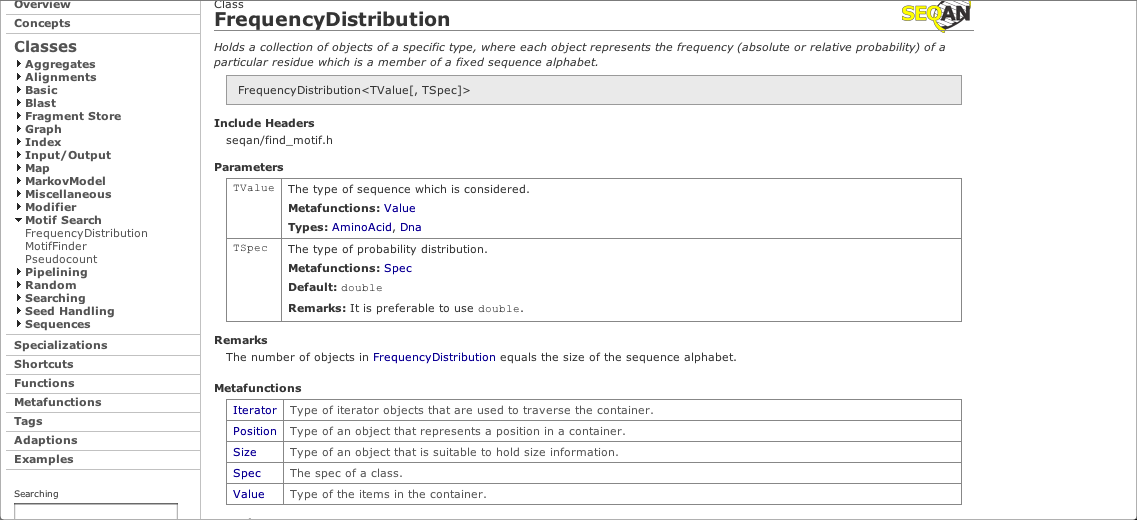 Overview
Concepts
Classes
Aggregates
Alignments
Basic
Blast
Fragment Store
Graph
Index
Input/Output
Map
MarkovModel
Miscellaneous
Modifier
Motif Search
FrequencyDistribution
MotifFinder
Pseudocount
Pipelining
Random
Searching
Seed Handling
Sequences
Specializations
Shortcuts
Functions
Metafunctions
Tags
Adaptions
Examples
Searching
Class
FrequencyDistribution
SEQAN
Holds a collection of objects of a specific type, where each object represents the frequency (absolute or relative probability) of a
particular residue which is a member of a fixed sequence alphabet.
FrequencyDistribution<TValue[, TSpec]>
Include Headers
seqan/find_motif.h
Parameters
TValue The type of sequence which is considered.
Metafunctions: Value
Types: AminoAcid, Dna
TSpec The type of probability distribution.
Metafunctions: Spec
Default: double
Remarks: It is preferable to use double.
Remarks
The number of objects in FrequencyDistribution equals the size of the sequence alphabet.
Metafunctions
Iterator Type of iterator objects that are used to traverse the container.
Position Type of an object that represents a position in a container.
Size Type of an object that is suitable to hold size information.
Spec The spec of a class.
Value Type of the items in the container.